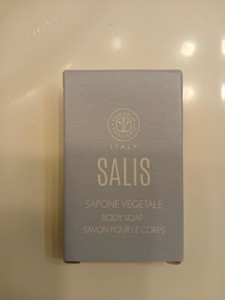 ITALY
SALIS
SAPONE VEGETALE
BODY SOAP
SAVON POUR LE CORPS